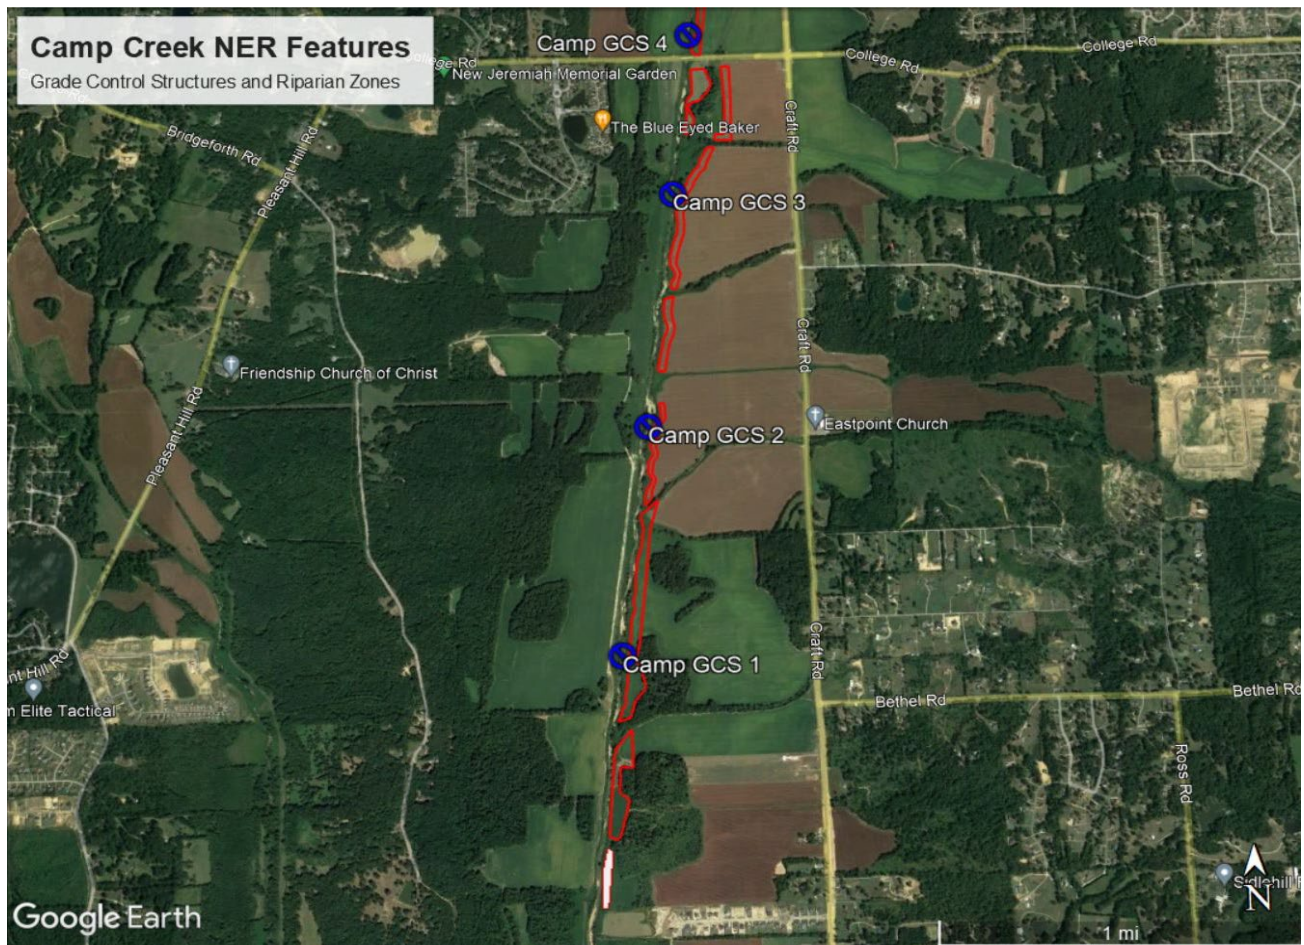 Camp Creek NER Features
Grade Control Structures and Riparian Zones
Camp GCS 4
College Rd
College Rd
College Rd
New Jeremiah Memorial Garden
The Blue Eyed Baker
Bridgeforth Rd
Pleasant Hill Rd
Craft Rd
Camp GCS 3
Craft Rd
Friendship Church of Christ
Pleasant Hill Rd
Camp GCS 2
Eastpoint Church
Craft Rd
Camp GCS 1
nt Hill Rd
m Elite Tactical
Bethel Rd
Bethel Rd
Ross Rd
N
Google Earth
1 mi